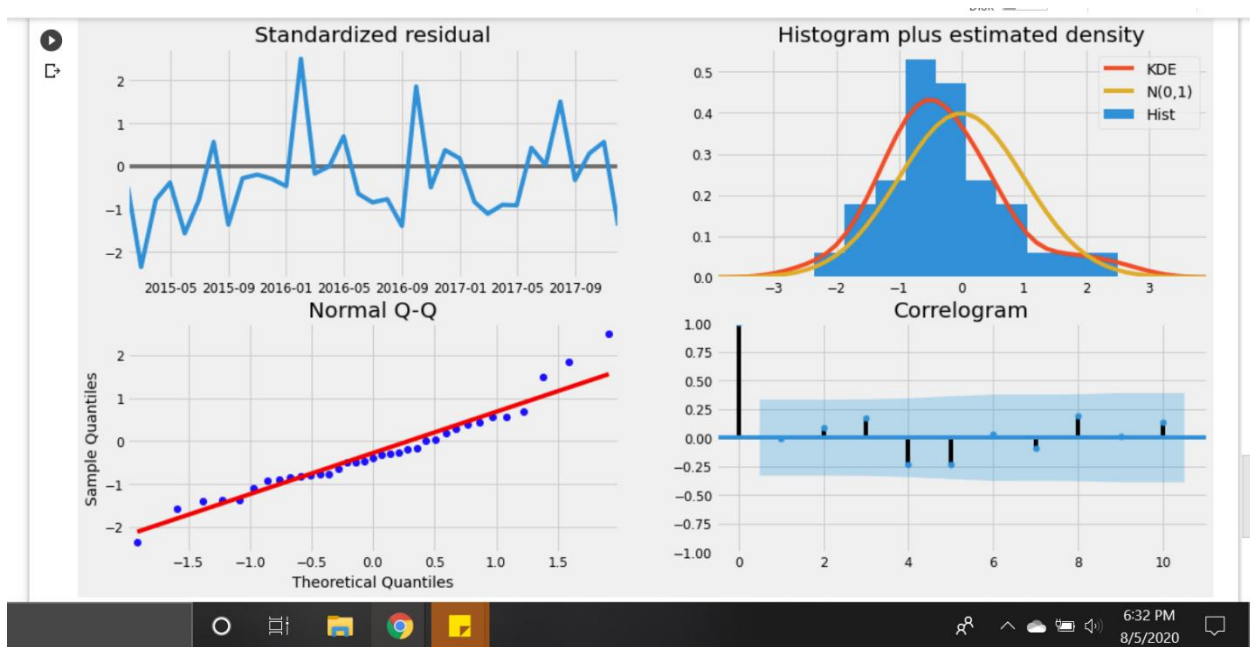 Standardized residual
2
1
0
−1
−2
2015-05 2015-09 2016-01 2016-05 2016-09 2017-01 2017-05 2017-09
Histogram plus estimated density
KDE
N(0,1)
Hist
0.5
0.4
0.3
0.2
0.1
0.0
−3 −2 −1 0 1 2 3
Normal Q-Q
Sample Quantiles
2
1
0
−1
−2
−1.5 −1.0 −0.5 0.0 0.5 1.0 1.5
Theoretical Quantiles
Correlogram
1.00
0.75
0.50
0.25
0.00
−0.25
−0.50
−0.75
−1.00
0 2 4 6 8 10
6:32 PM
8/5/2020